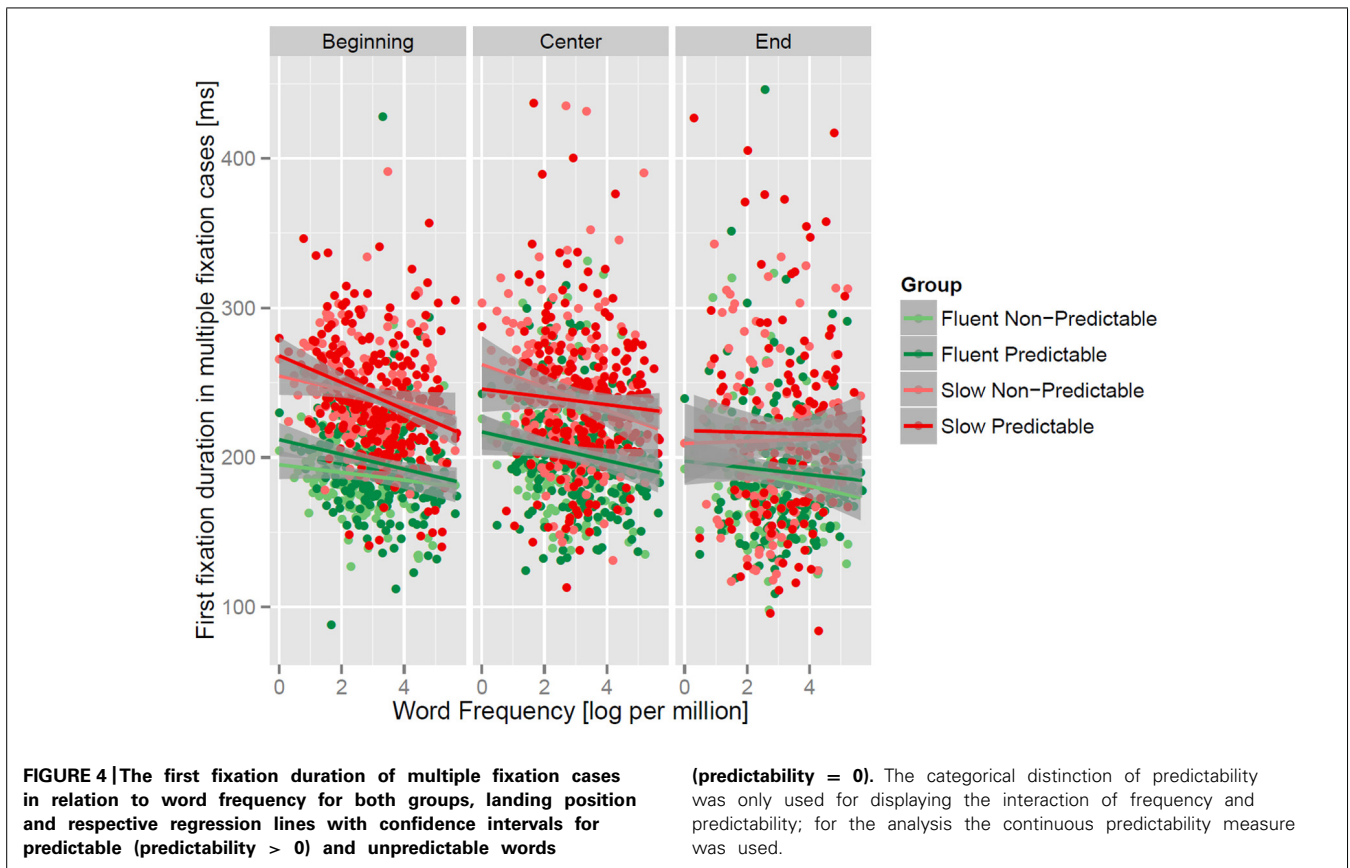 Beginning
Center
End
First fixation duration in multiple fixation cases [ms]
400
300
200
100
0 2 4
0 2 4
0 2 4
Word Frequency [log per million]
Group
Fluent Non−Predictable
Fluent Predictable
Slow Non−Predictable
Slow Predictable
FIGURE 4 | The first fixation duration of multiple fixation cases
in relation to word frequency for both groups, landing position
and respective regression lines with confidence intervals for
predictable (predictability > 0) and unpredictable words
(predictability = 0). The categorical distinction of predictability
was only used for displaying the interaction of frequency and
predictability; for the analysis the continuous predictability measure
was used.